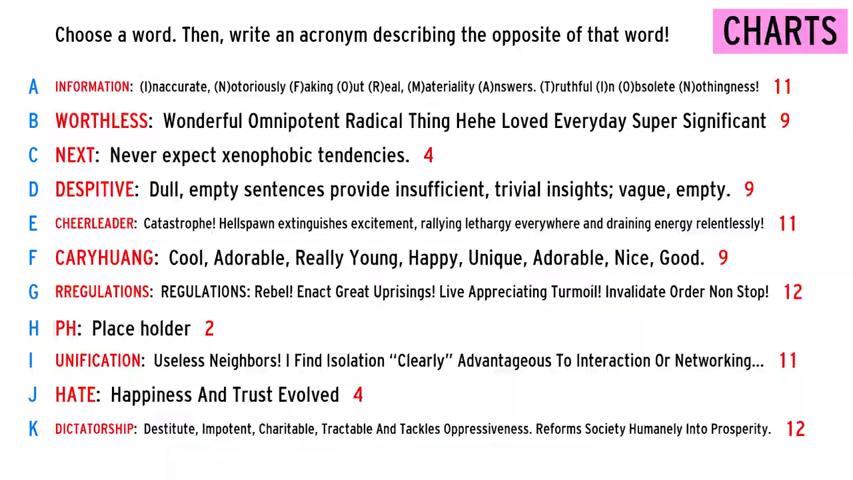 Choose a word. Then, write an acronym describing the opposite of that word!
CHARTS
A INFORMATION: (I)naccurate, (N)otoriously (F)aking (O)ut (R)eal, (M)ateriality (A)nswers. (T)ruthful (I)n (O)bsolete (N)othingness! 11
B WORTHLESS: Wonderful Omnipotent Radical Thing Hehe Loved Everyday Super Significant 9
C NEXT: Never expect xenophobic tendencies. 4
D DESPITIVE: Dull, empty sentences provide insufficient, trivial insights; vague, empty. 9
E CHEERLEADER: Catastrophe! Hellspawn extinguishes excitement, rallying lethargy everywhere and draining energy relentlessly! 11
F CARYHUANG: Cool, Adorable, Really Young, Happy, Unique, Adorable, Nice, Good. 9
G RREGULATIONS: REGULATIONS: Rebel! Enact Great Uprisings! Live Appreciating Turmoil! Invalidate Order Non Stop! 12
H PH: Place holder 2
I UNIFICATION: Useless Neighbors! I Find Isolation “Clearly” Advantageous To Interaction Or Networking... 11
J HATE: Happiness And Trust Evolved 4
K DICTATORSHIP: Destitute, Impotent, Charitable, Tractable And Tackles Oppressiveness. Reforms Society Humanely Into Prosperity. 12